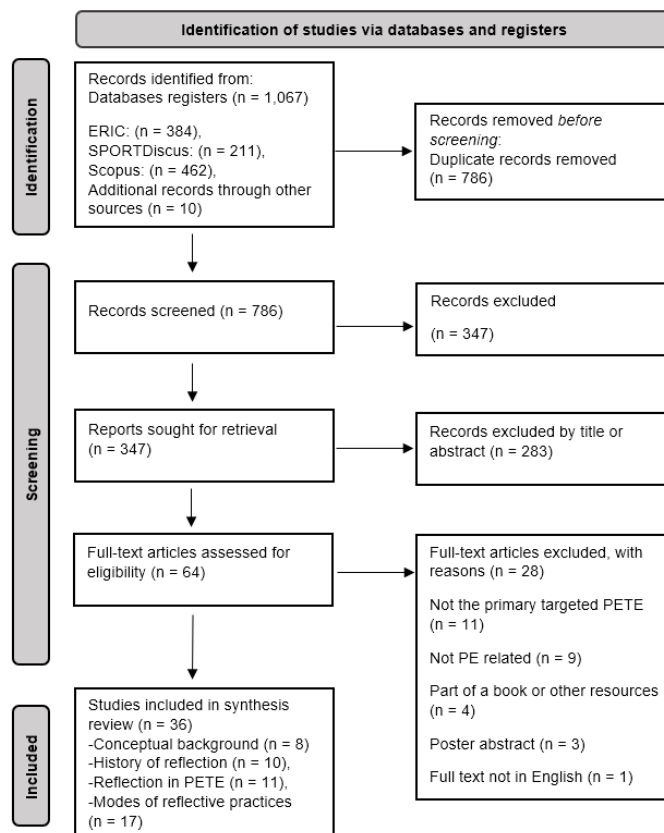 Identification of studies via databases and registers
Identification
Records identified from:
Databases registers (n = 1,067)
ERIC: (n = 384),
SPORTDiscus: (n = 211),
Scopus: (n = 462),
Additional records through other
sources (n = 10)
Records removed before
screening:
Duplicate records removed
(n = 786)
Screening
Records screened (n = 786)
Records excluded
(n = 347)
Reports sought for retrieval
(n = 347)
Records excluded by title or
abstract (n = 283)
Full-text articles assessed for
eligibility (n = 64)
Full-text articles excluded, with
reasons (n = 28)
Not the primary targeted PETE
(n = 11)
Not PE related (n = 9)
Part of a book or other resources
(n = 4)
Poster abstract (n = 3)
Full text not in English (n = 1)
Included
Studies included in synthesis
review (n = 36)
-Conceptual background (n = 8)
-History of reflection (n = 10),
-Reflection in PETE (n = 11),
-Modes of reflective practices
(n = 17)